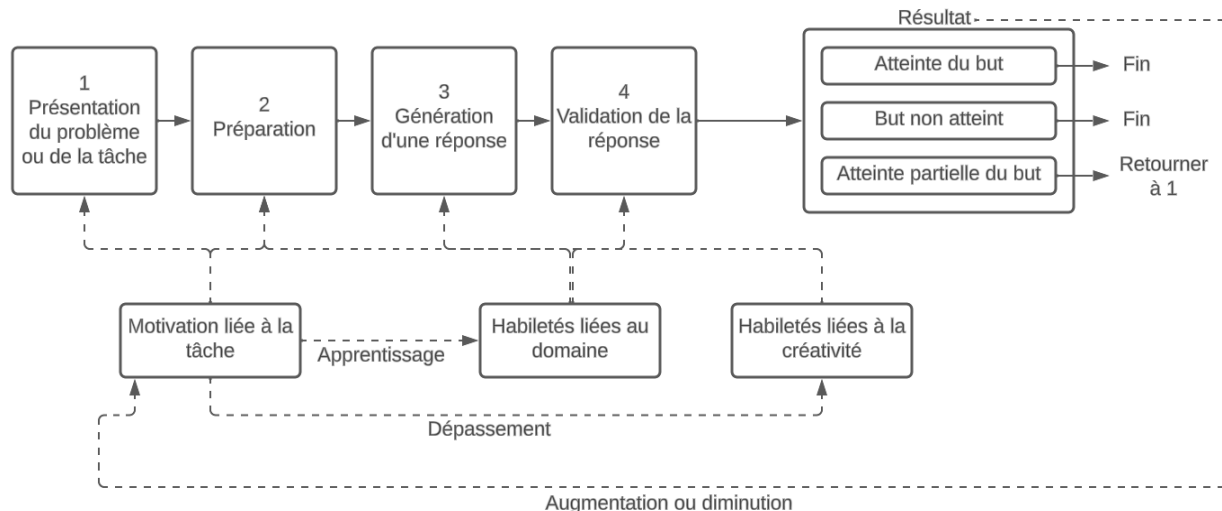 Résultat
1
Présentation
du problème
ou de la tâche
2
Préparation
3
Génération
d'une réponse
4
Validation de la
réponse
Atteinte du but
Fin
But non atteint
Fin
Atteinte partielle du but
Retourner
à 1
Motivation liée à la
tâche
Apprentissage
Habiletés liées au
domaine
Habiletés liées à la
créativité
Dépassement
Augmentation ou diminution